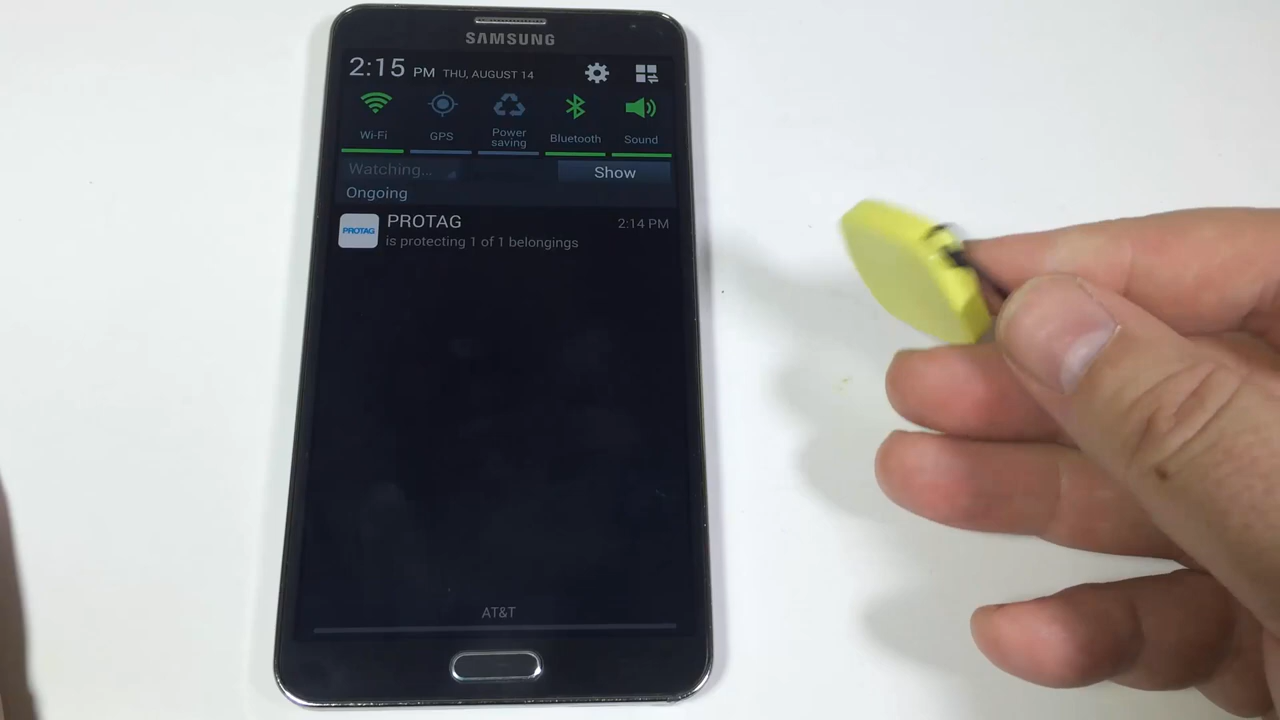 SAMSUNG
2:15 PM THU, AUGUST 14
Wi-Fi GPS Power saving Bluetooth Sound
Watching... Show
Ongoing
PROTAG PROTAG 2:14 PM
is protecting 1 of 1 belongings
AT&T